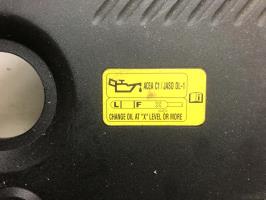 ACEA C1 / JASO DL-1
L F X
CHANGE OIL AT "X" LEVEL OR MORE